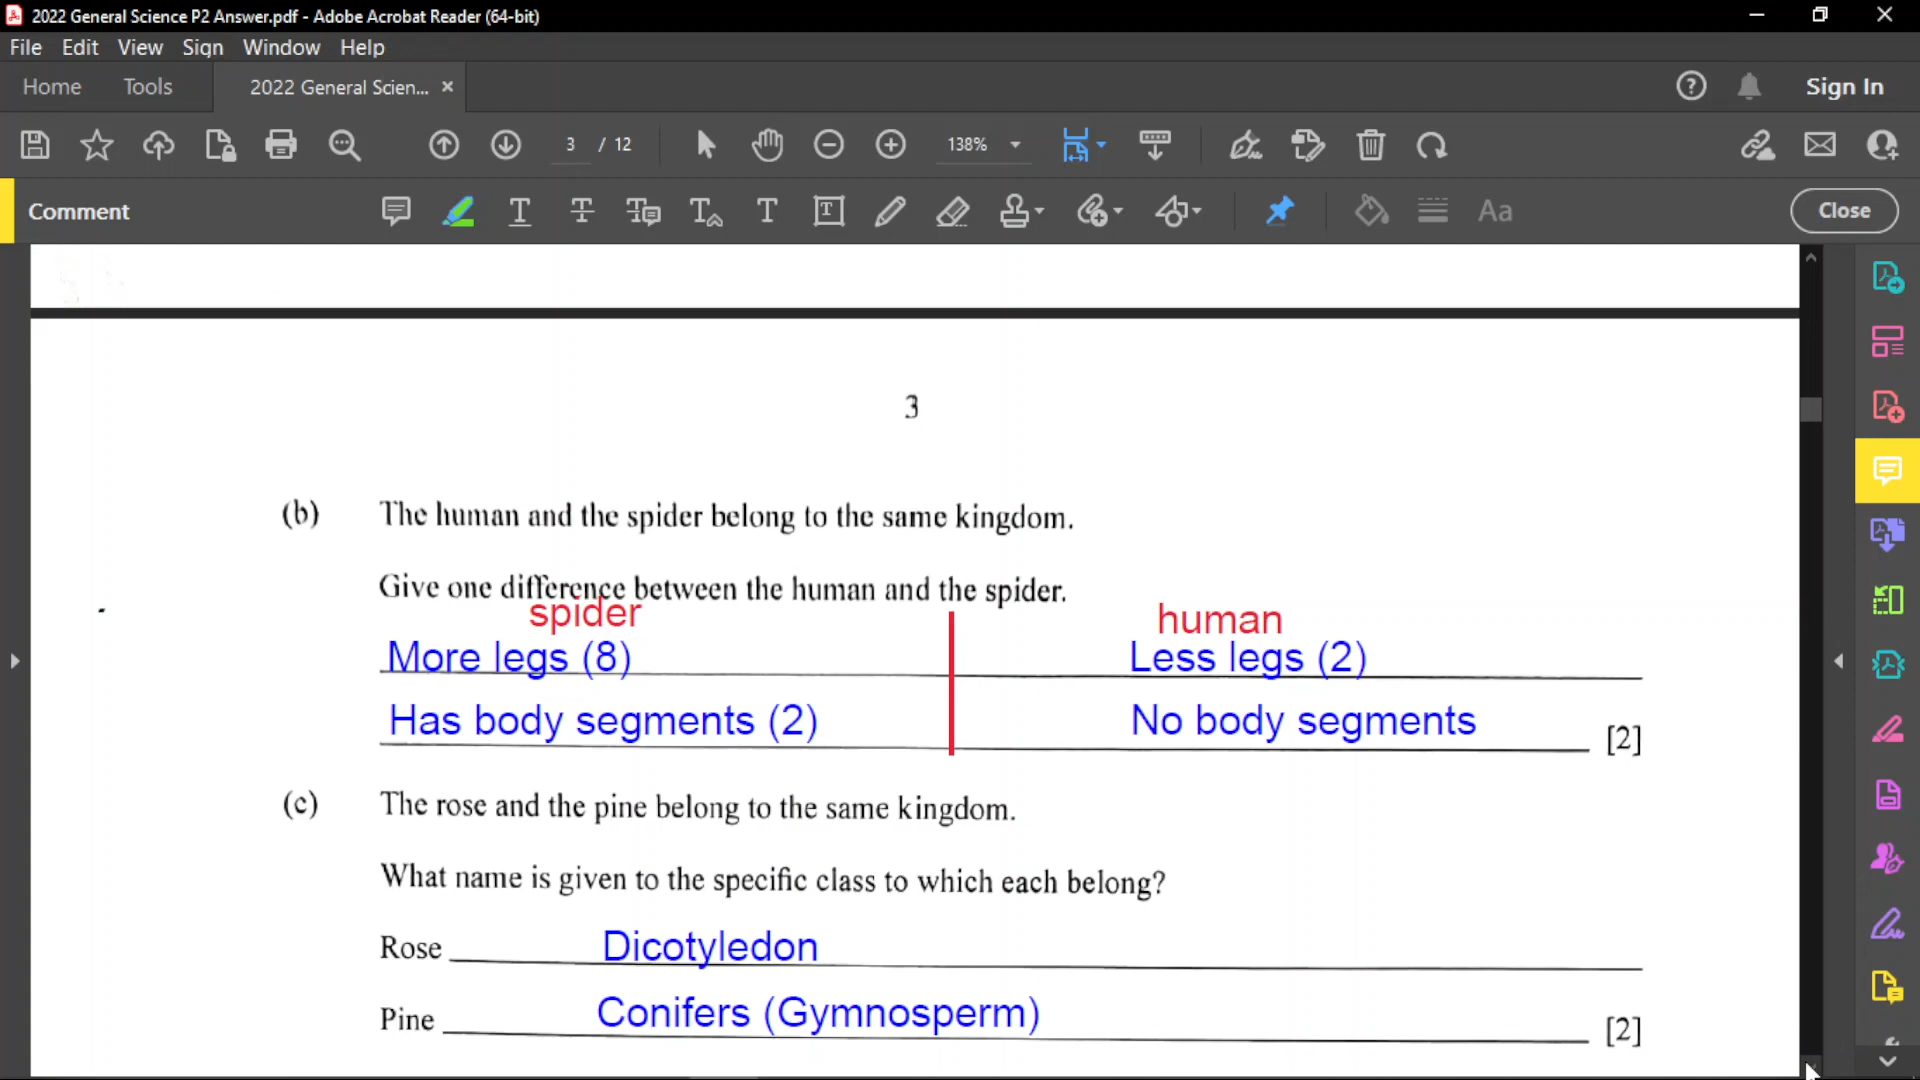 2022 General Science P2 Answer.pdf - Adobe Acrobat Reader (64-bit)
File Edit View Sign Window Help
Home Tools 2022 General Scien... × Sign In
3 / 12 138%
Comment Aa Close
3
(b) The human and the spider belong to the same kingdom.
Give one difference between the human and the spider.
spider human
More legs (8) Less legs (2)
Has body segments (2) No body segments [2]
(c) The rose and the pine belong to the same kingdom.
What name is given to the specific class to which each belong?
Rose Dicotyledon
Pine Conifers (Gymnosperm) [2]